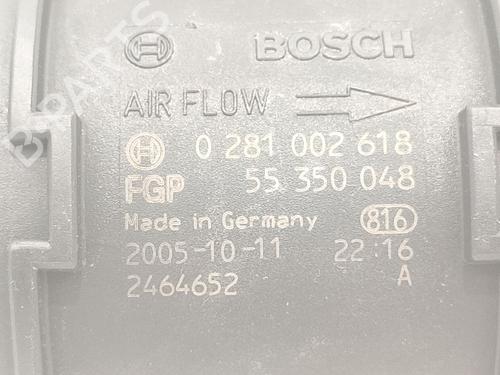 BOSCH
AIR FLOW
0 281 002 618
FGP 55 350 048
Made in Germany 816
2005-10-11 22:16
2464652 A
B-PARTS